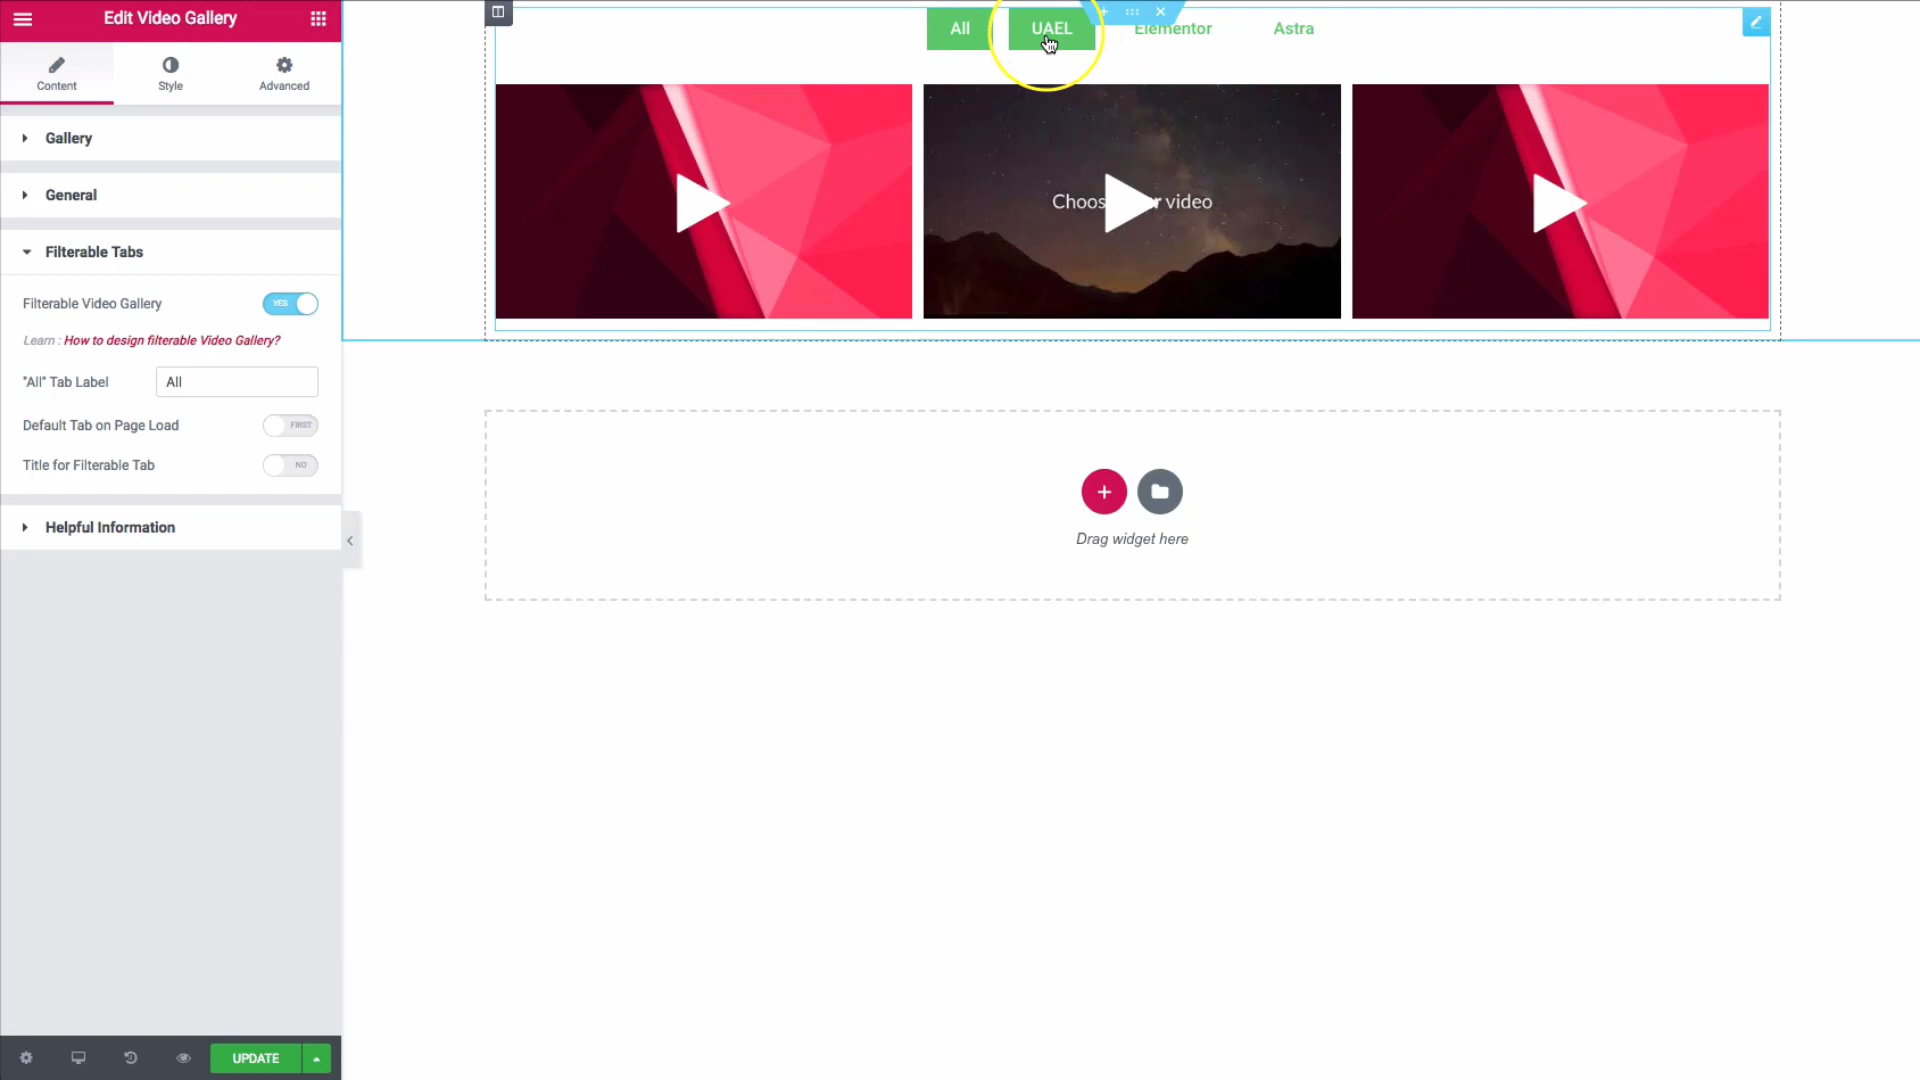 Edit Video Gallery
Content
Style
Advanced
Gallery
General
Filterable Tabs
Filterable Video Gallery
YES
Learn : How to design filterable Video Gallery?
"All" Tab Label
All
Default Tab on Page Load
FIRST
Title for Filterable Tab
NO
Helpful Information
UPDATE
All
UAEL
Elementor
Astra
Choos r video
Drag widget here